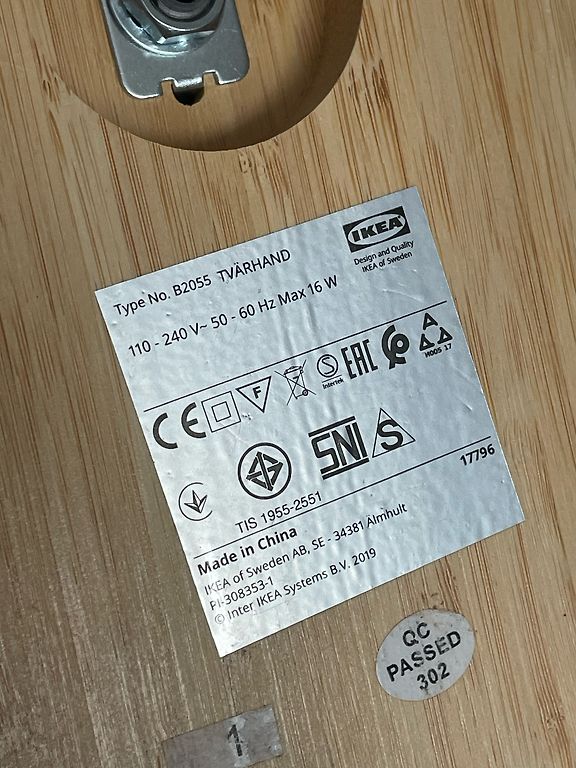 IKEA
Design and Quality
IKEA of Sweden
Type No. B2055 TVÄRHAND
110 - 240 V~ 50 - 60 Hz Max 16 W
CE
F
S
Intertek
EAC
M005 17
SNI
S
TIS 1955-2551
17796
Made in China
IKEA of Sweden AB, SE - 34381 Älmhult
PI-308353-1
© Inter IKEA Systems B.V. 2019
QC
PASSED
302
1